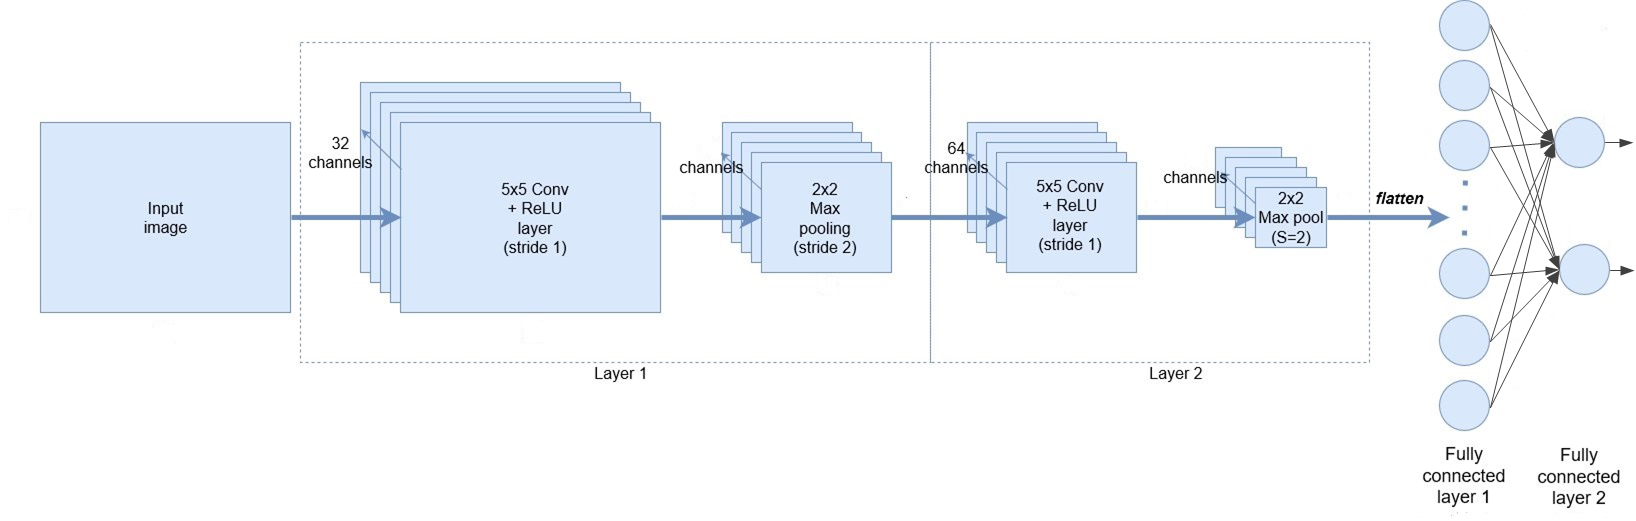 Input
image
32
channels
5x5 Conv
+ ReLU
layer
(stride 1)
channels
2x2
Max
pooling
(stride 2)
Layer 1
64
channels
5x5 Conv
+ ReLU
layer
(stride 1)
channels
2x2
Max pool
(S=2)
Layer 2
flatten
Fully
connected
layer 1
Fully
connected
layer 2